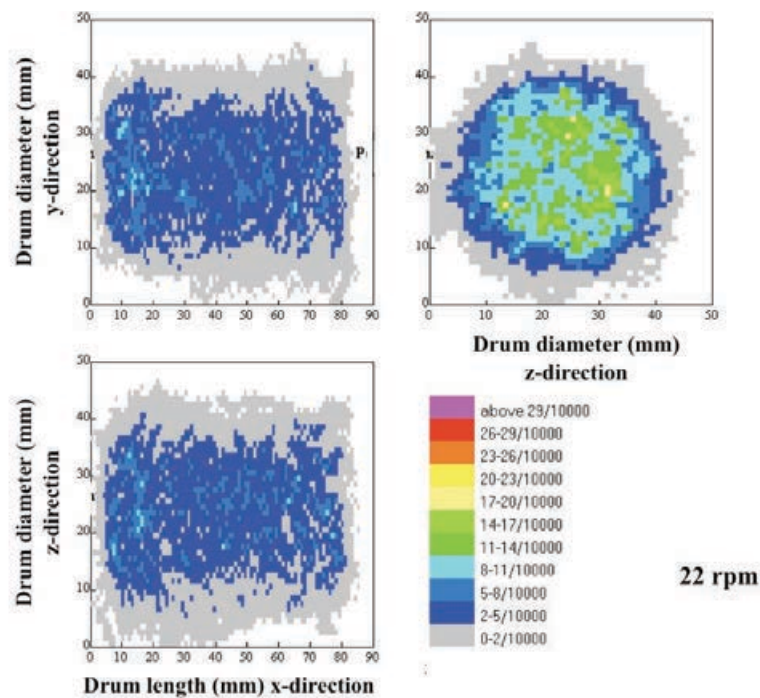 50
40
30
20
10
0
0 10 20 30 40 50 60 70 80 90
Drum diameter (mm)
y-direction
P
50
40
30
20
10
0
0 10 20 30 40 50
Drum diameter (mm)
z-direction
50
40
30
20
10
0
0 10 20 30 40 50 60 70 80 90
Drum diameter (mm)
z-direction
Drum length (mm) x-direction
above 29/10000
26-29/10000
23-26/10000
20-23/10000
17-20/10000
14-17/10000
11-14/10000
8-11/10000
5-8/10000
2-5/10000
0-2/10000
22 rpm